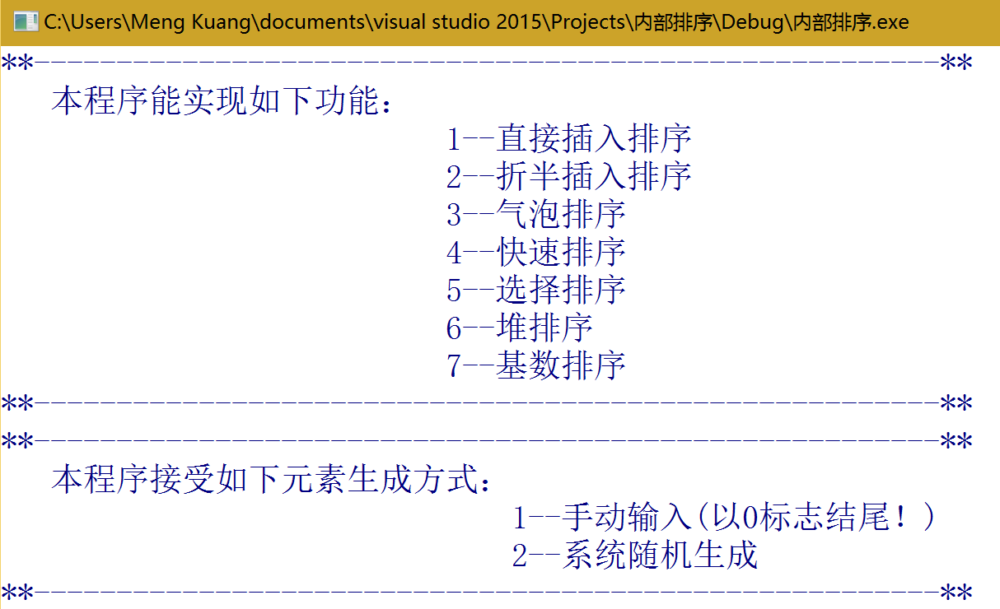 C:\Users\Meng Kuang\documents\visual studio 2015\Projects\内部排序\Debug\内部排序.exe
**-------------------------------------------------------**
本程序能实现如下功能：
1--直接插入排序
2--折半插入排序
3--气泡排序
4--快速排序
5--选择排序
6--堆排序
7--基数排序
**-------------------------------------------------------**
**-------------------------------------------------------**
本程序接受如下元素生成方式：
1--手动输入(以0标志结尾！)
2--系统随机生成
**-------------------------------------------------------**